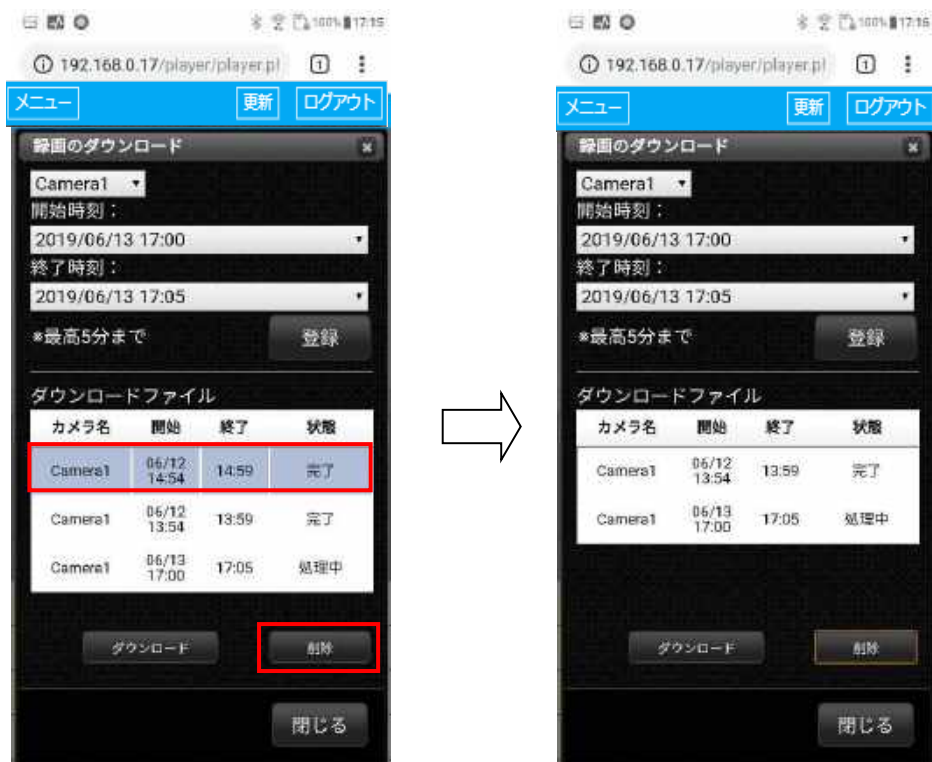 100% 17:15
192.168.0.17/player/player.pl 1
メニュー 更新 ログアウト
録画のダウンロード
Camera1
開始時刻：
2019/06/13 17:00
終了時刻：
2019/06/13 17:05
*最高5分まで 登録
ダウンロードファイル
カメラ名 開始 終了 状態
Camera1 06/12 14:54 14:59 完了
Camera1 06/12 13:54 13:59 完了
Camera1 06/13 17:00 17:05 処理中
ダウンロード 削除
閉じる
100% 17:16
192.168.0.17/player/player.pl 1
メニュー 更新 ログアウト
録画のダウンロード
Camera1
開始時刻：
2019/06/13 17:00
終了時刻：
2019/06/13 17:05
*最高5分まで 登録
ダウンロードファイル
カメラ名 開始 終了 状態
Camera1 06/12 13:54 13:59 完了
Camera1 06/13 17:00 17:05 処理中
ダウンロード 削除
閉じる